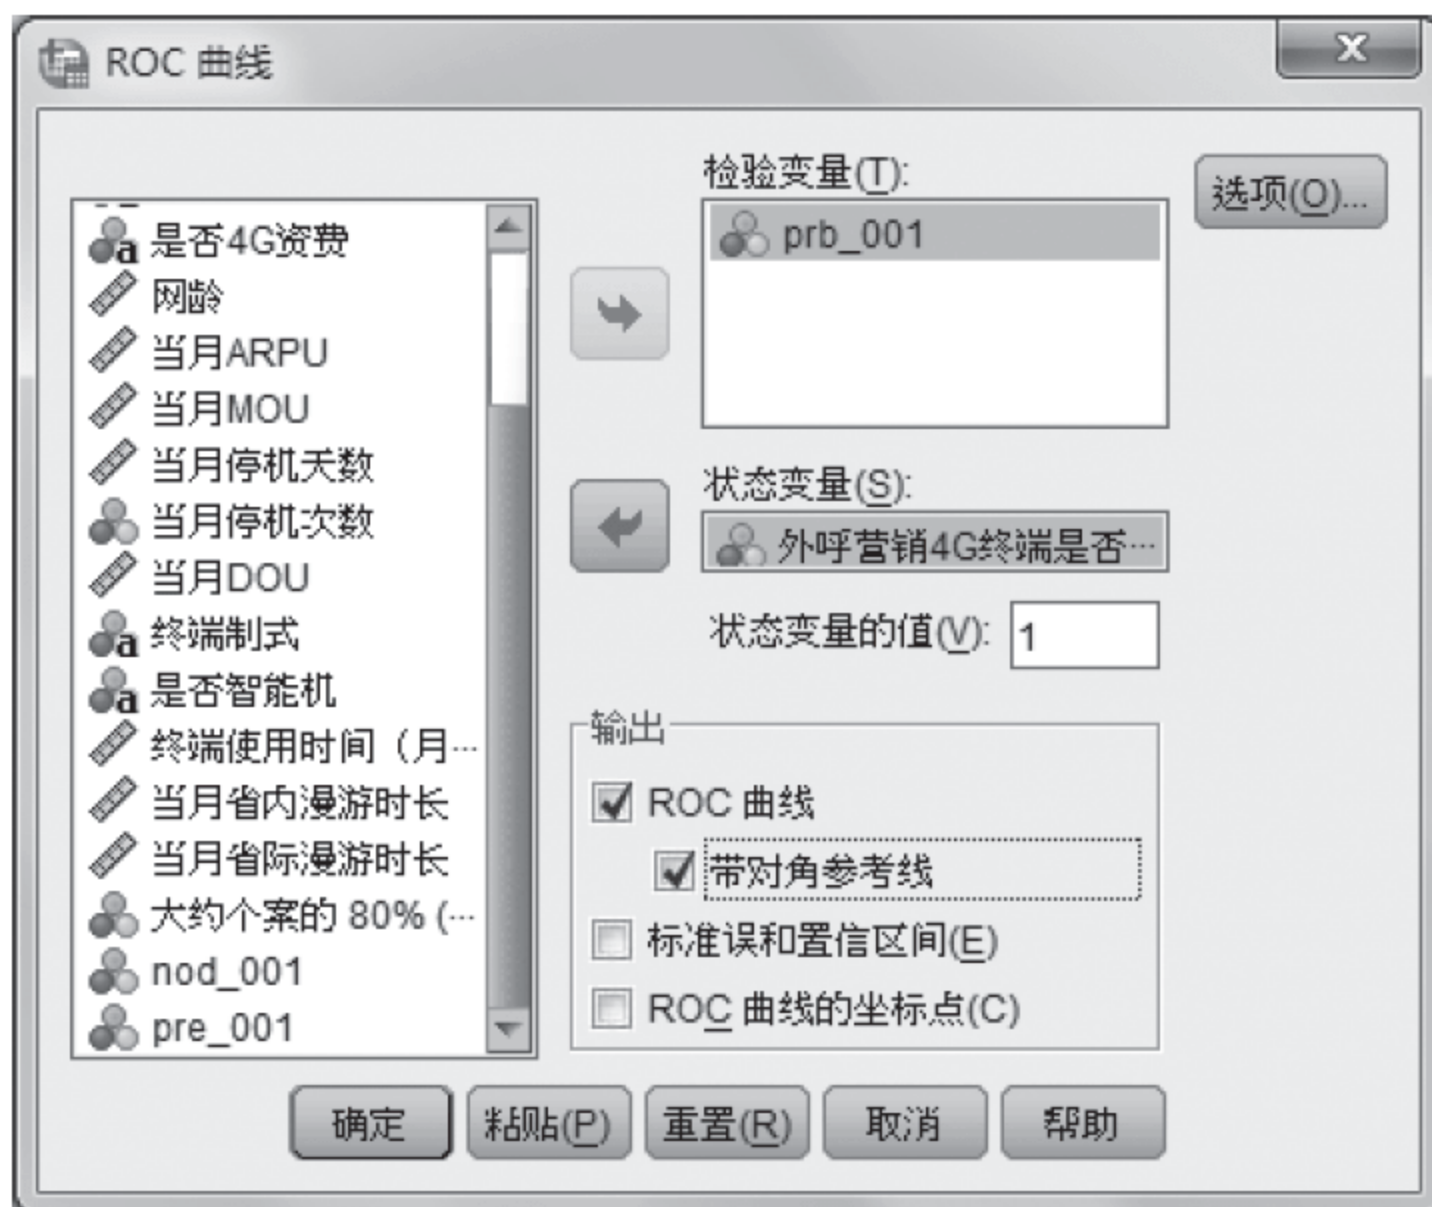 ROC 曲线
检验变量(T):
选项(O)...
是否4G资费
网龄
当月ARPU
当月MOU
当月停机天数
当月停机次数
当月DOU
终端制式
是否智能机
终端使用时间（月···
当月省内漫游时长
当月省际漫游时长
大约个案的 80% (···
nod_001
pre_001
prb_001
状态变量(S):
外呼营销4G终端是否···
状态变量的值(V): 1
输出
ROC 曲线
带对角参考线
标准误和置信区间(E)
ROC 曲线的坐标点(C)
确定 粘贴(P) 重置(R) 取消 帮助